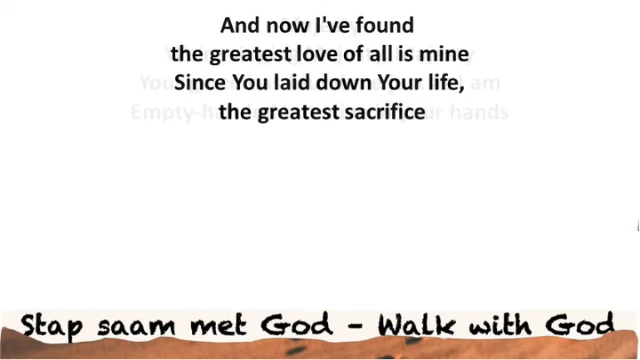 And now I've found
the greatest love of all is mine
Since You laid down Your life,
the greatest sacrifice
Stap saam met God – Walk with God